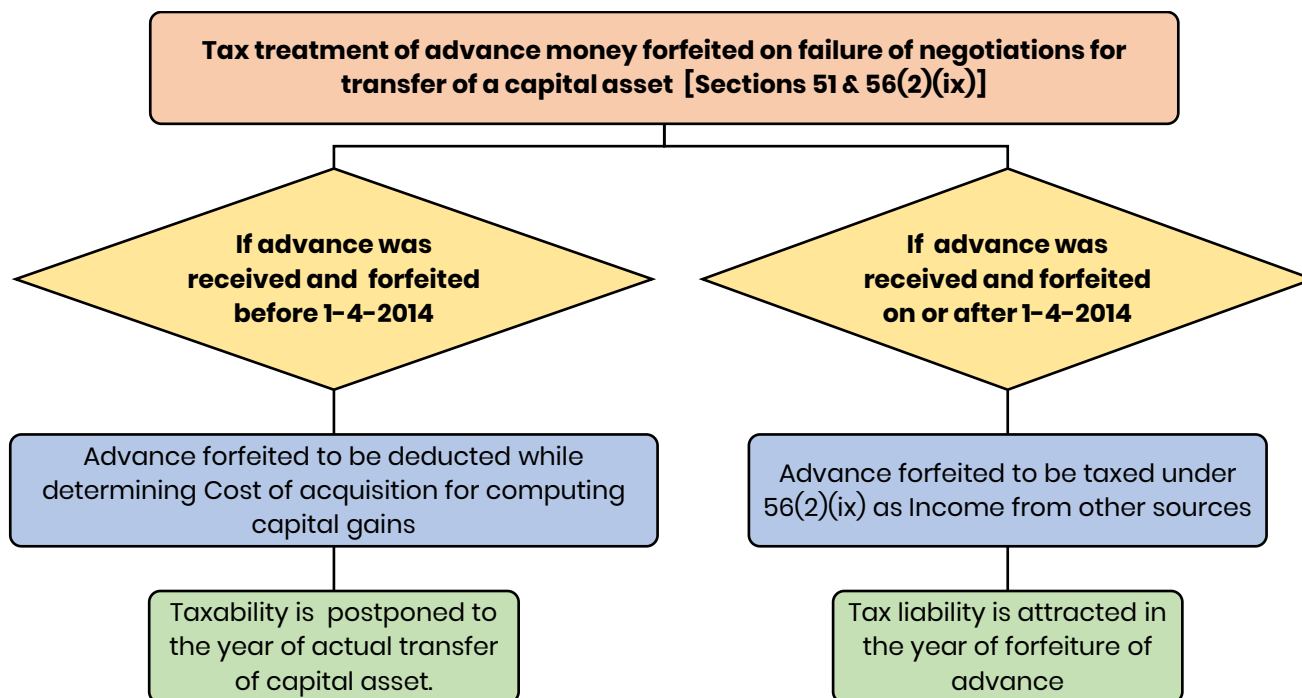 Tax treatment of advance money forfeited on failure of negotiations for
transfer of a capital asset [Sections 51 & 56(2)(ix)]
If advance was
received and forfeited
before 1-4-2014
If advance was
received and forfeited
on or after 1-4-2014
Advance forfeited to be deducted while
determining Cost of acquisition for computing
capital gains
Advance forfeited to be taxed under
56(2)(ix) as Income from other sources
Taxability is postponed to
the year of actual transfer
of capital asset.
Tax liability is attracted in
the year of forfeiture of
advance